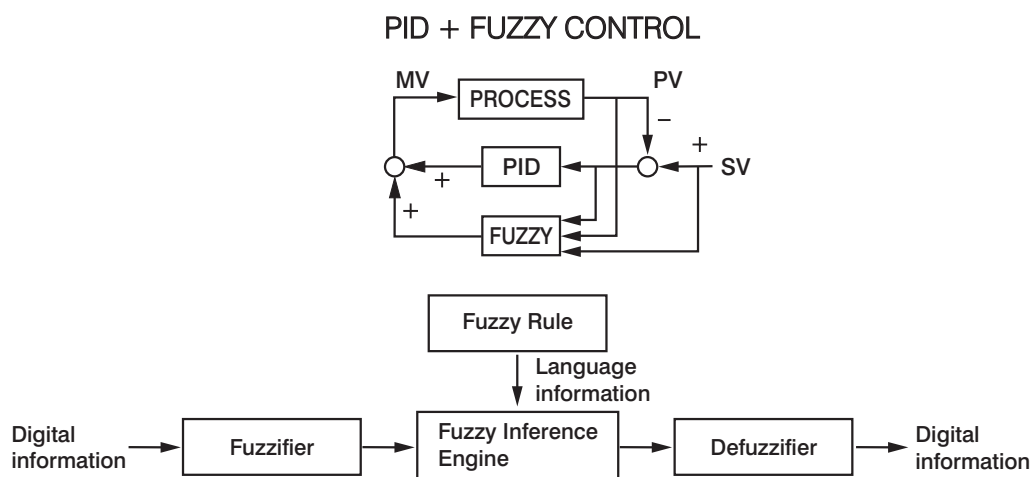 PID + FUZZY CONTROL
MV
PROCESS
PV
−
+
PID
+
SV
+
FUZZY
Fuzzy Rule
Language
information
Digital
information
Fuzzifier
Fuzzy Inference
Engine
Defuzzifier
Digital
information